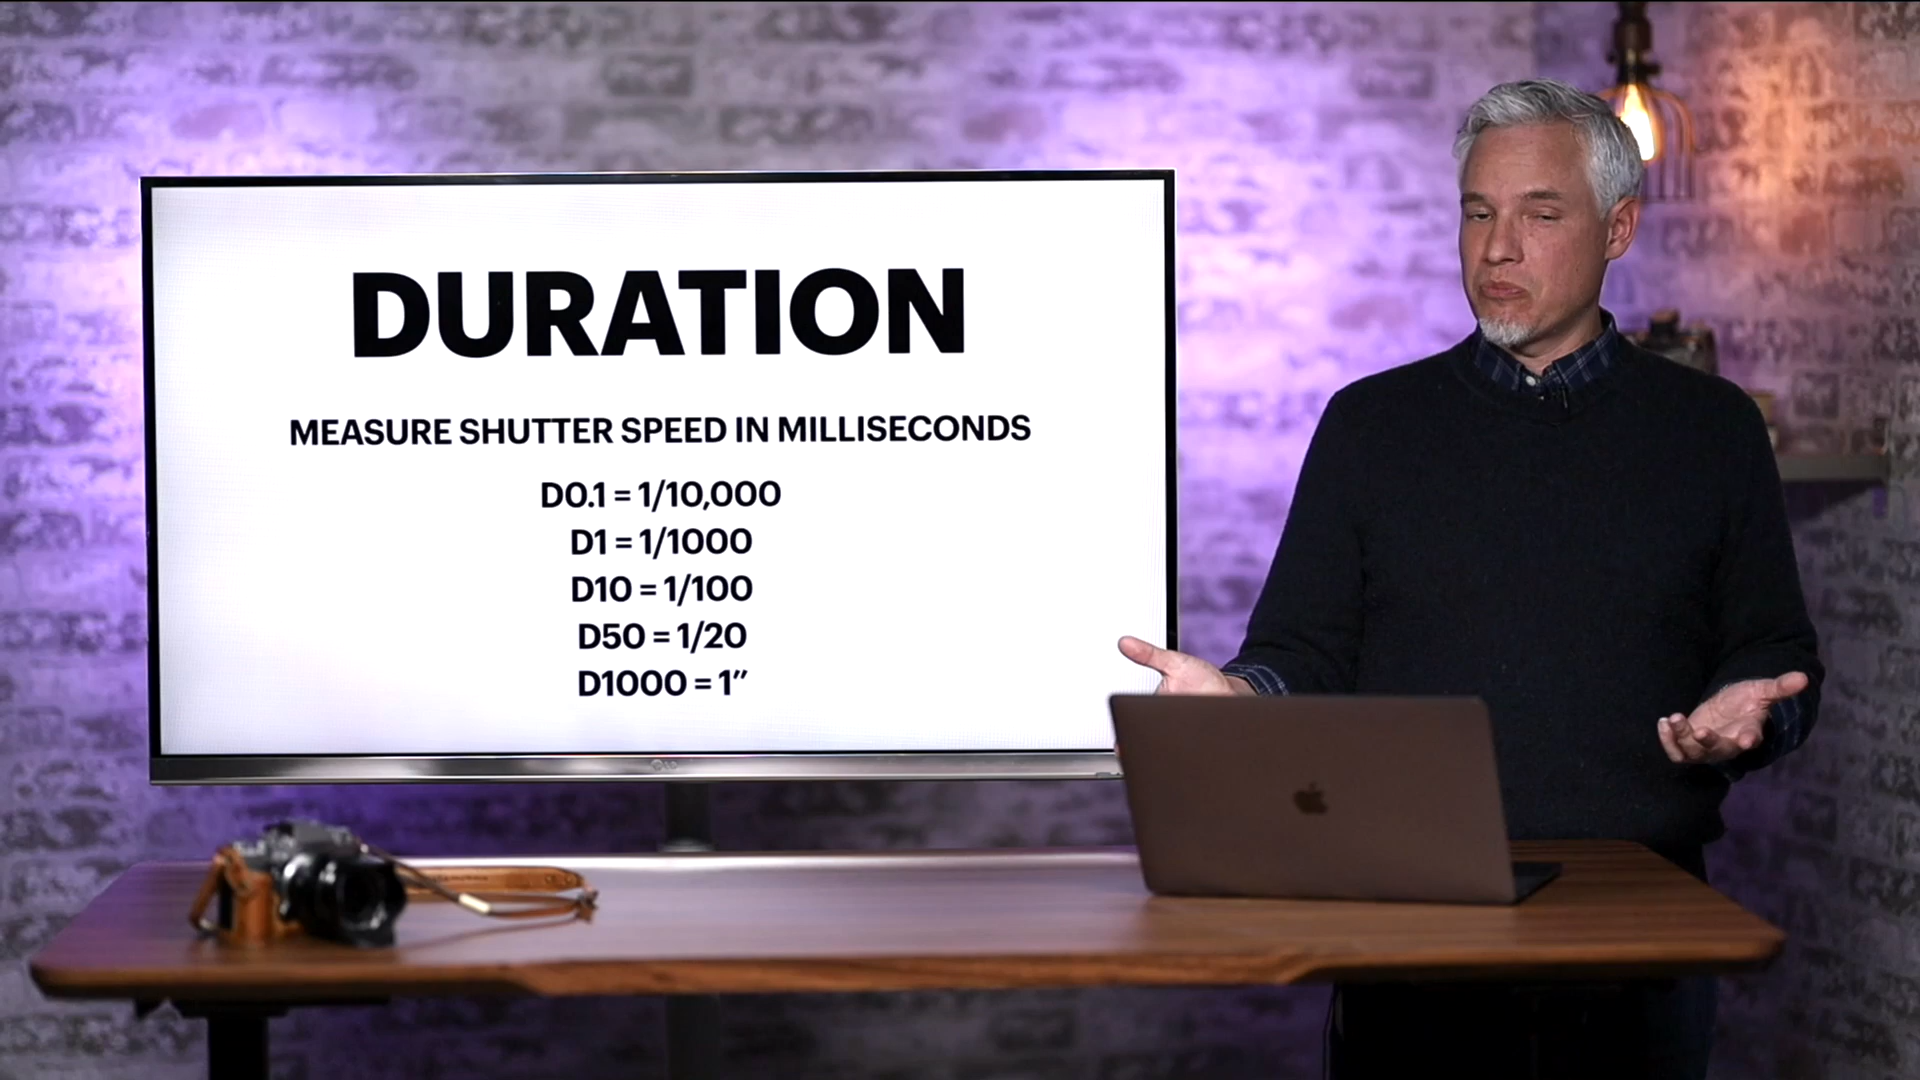 DURATION
MEASURE SHUTTER SPEED IN MILLISECONDS
D0.1 = 1/10,000
D1 = 1/1000
D10 = 1/100
D50 = 1/20
D1000 = 1”
LG